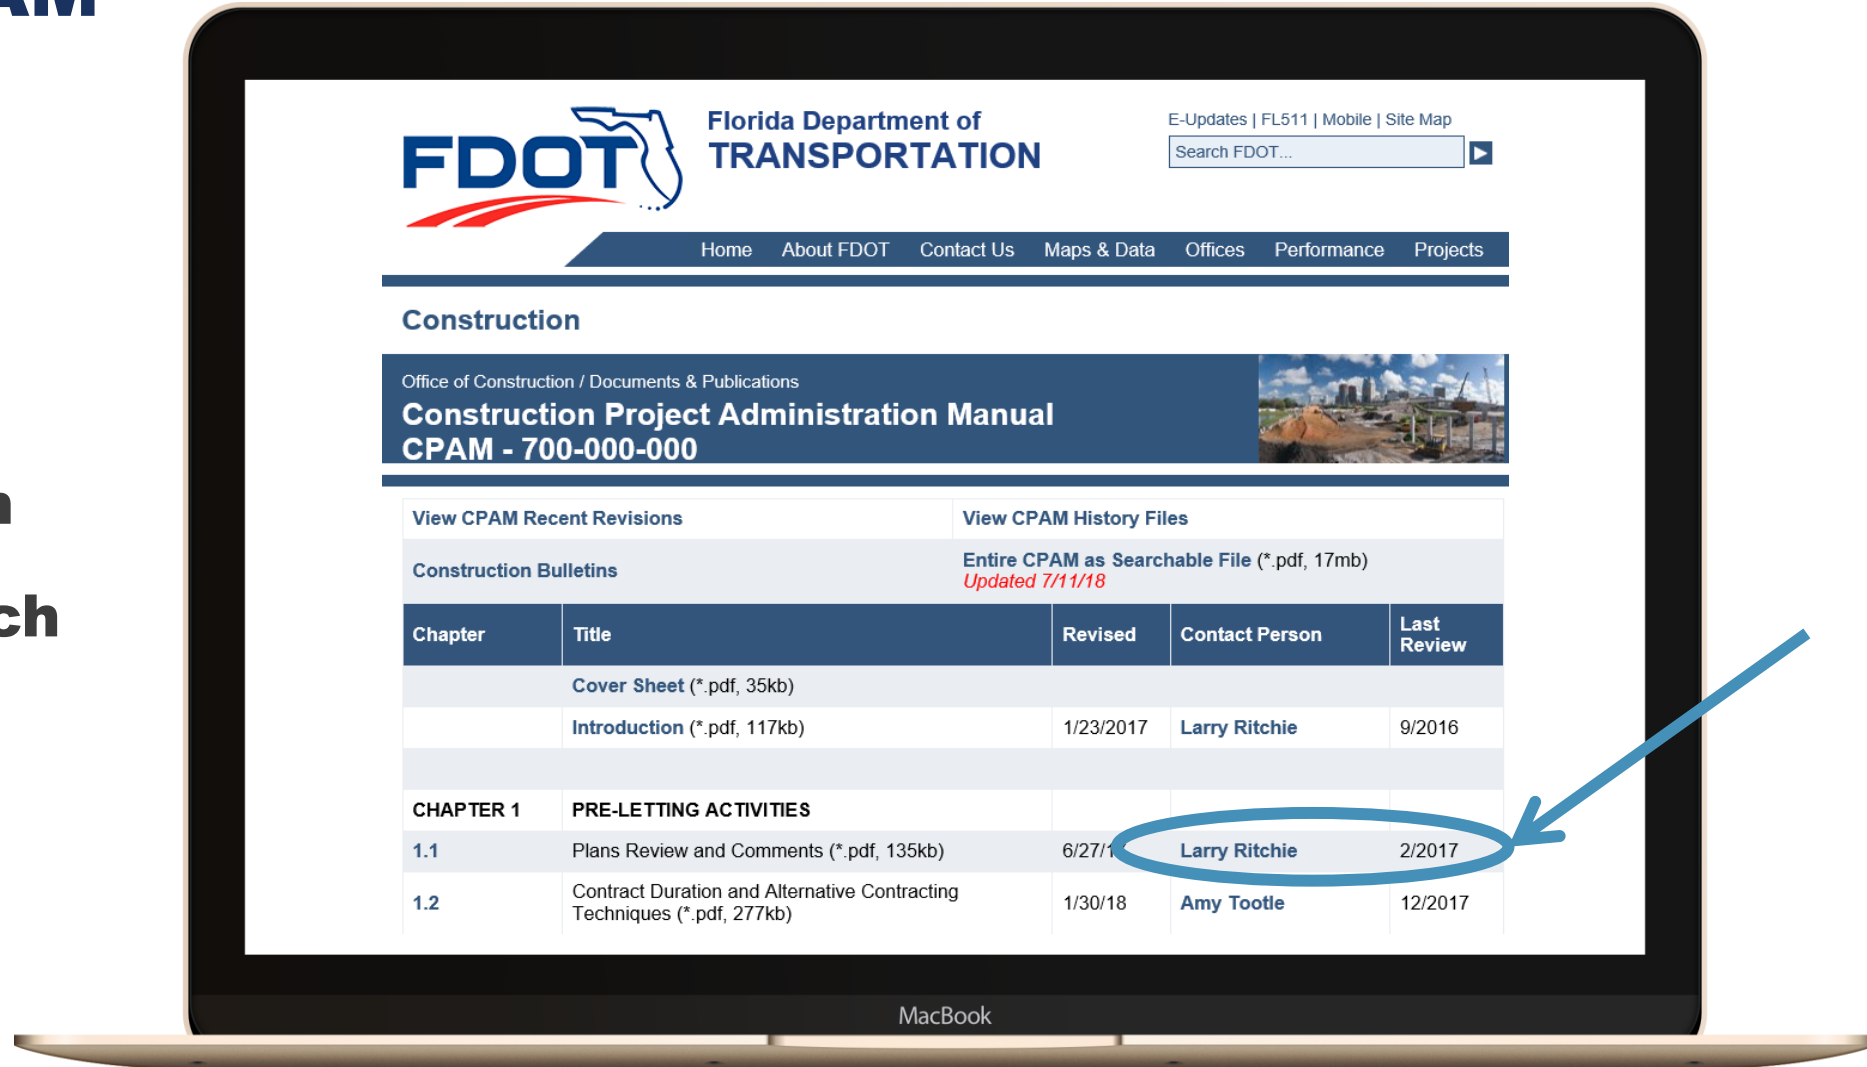 FDOT
Florida Department of
TRANSPORTATION
E-Updates | FL511 | Mobile | Site Map
Search FDOT...
Home About FDOT Contact Us Maps & Data Offices Performance Projects
Construction
Office of Construction / Documents & Publications
Construction Project Administration Manual
CPAM - 700-000-000
View CPAM Recent Revisions View CPAM History Files
Construction Bulletins Entire CPAM as Searchable File (*.pdf, 17mb)
Updated 7/11/18
Chapter Title Revised Contact Person Last Review
Cover Sheet (*.pdf, 35kb)
Introduction (*.pdf, 117kb) 1/23/2017 Larry Ritchie 9/2016
CHAPTER 1 PRE-LETTING ACTIVITIES
1.1 Plans Review and Comments (*.pdf, 135kb) Larry Ritchie 2/2017
1.2 Contract Duration and Alternative Contracting
Techniques (*.pdf, 277kb) 1/30/18 Amy Tootle 12/2017
MacBook